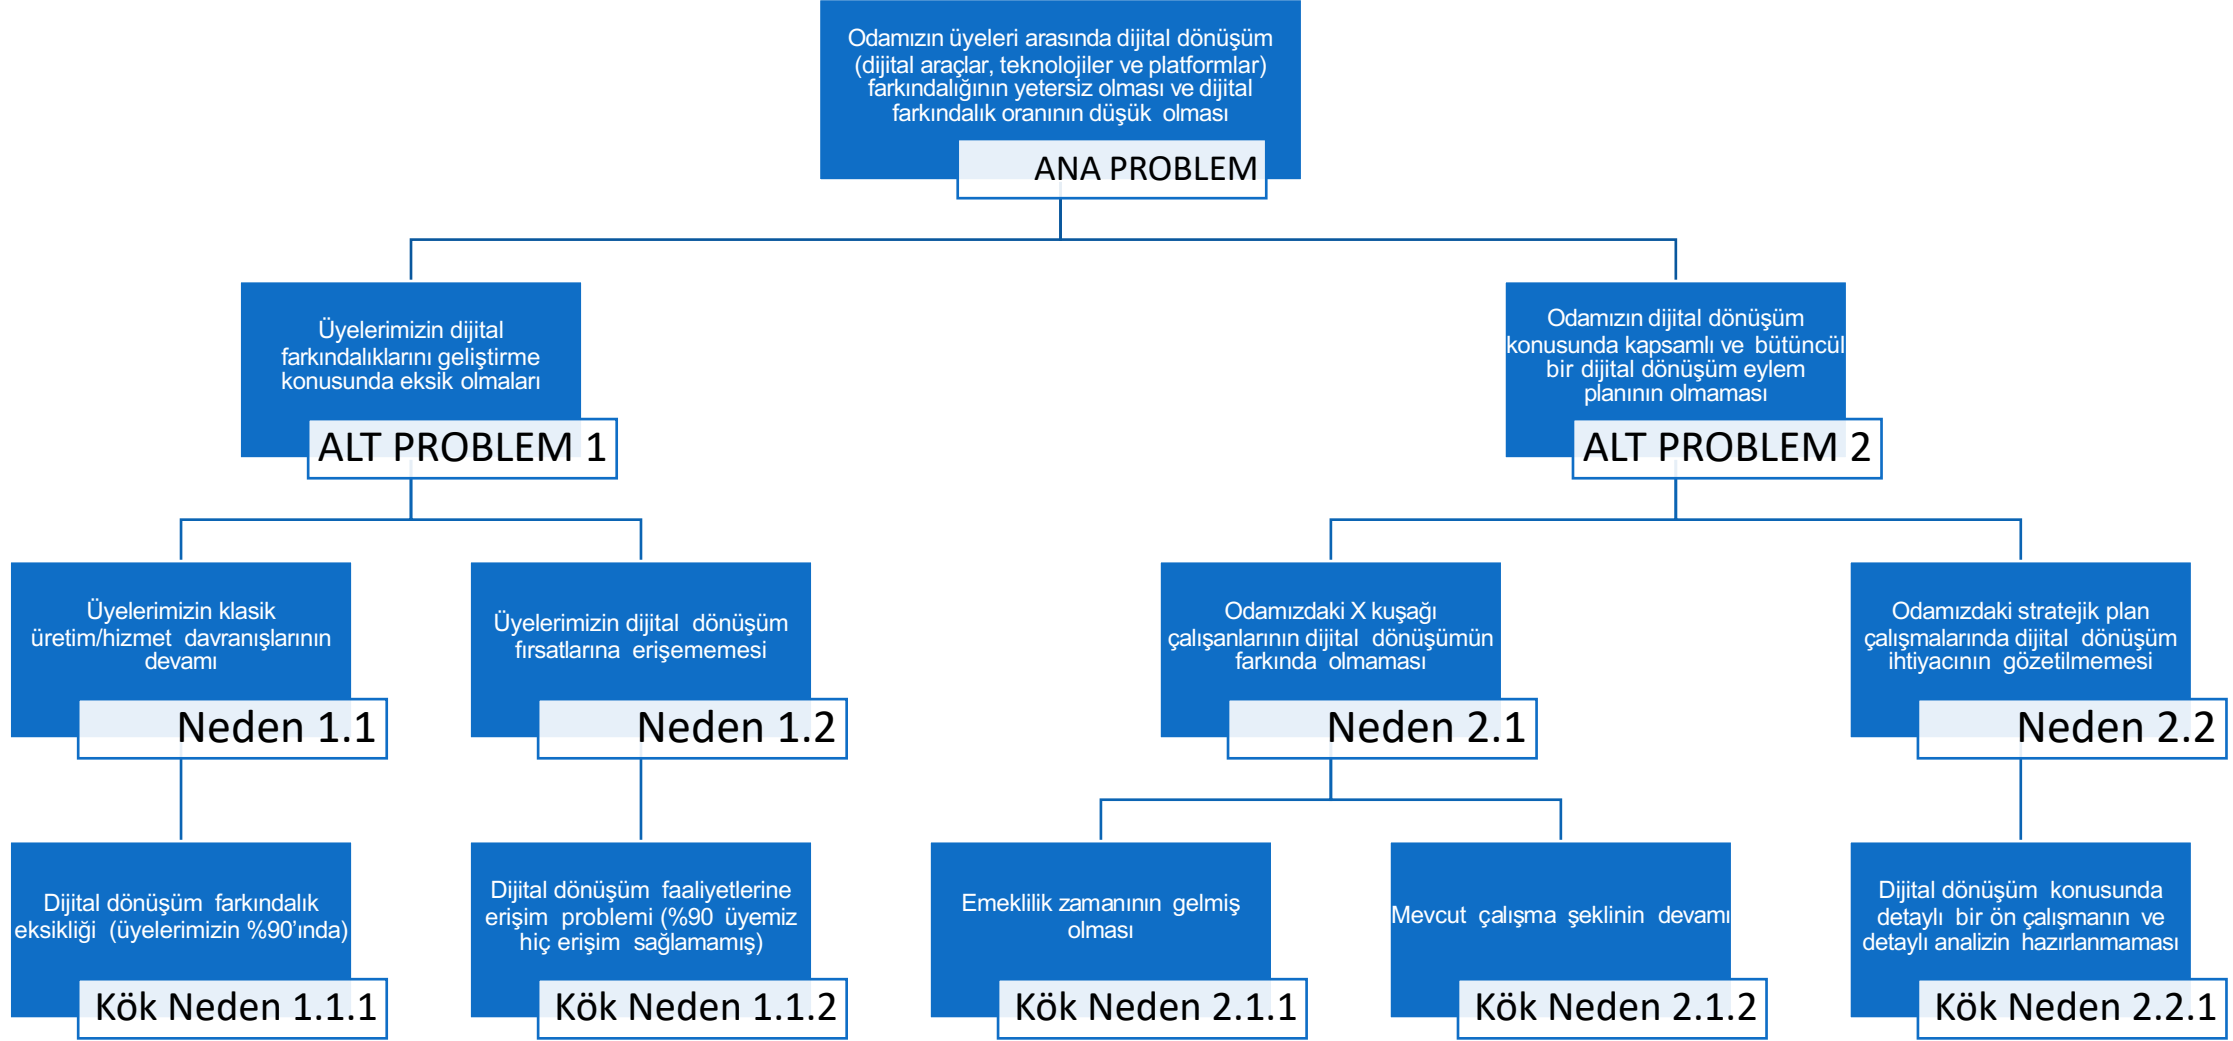 Odamızın üyeleri arasında dijital dönüşüm
(dijital araçlar, teknolojiler ve platformlar)
farkındalığının yetersiz olması ve dijital
farkındalık oranının düşük olması
ANA PROBLEM
Üyelerimizin dijital
farkındalıklarını geliştirme
konusunda eksik olmaları
ALT PROBLEM 1
Odamızın dijital dönüşüm
konusunda kapsamlı ve bütüncül
bir dijital dönüşüm eylem
planının olmaması
ALT PROBLEM 2
Üyelerimizin klasik
üretim/hizmet davranışlarının
devamı
Neden 1.1
Üyelerimizin dijital dönüşüm
fırsatlarına erişememesi
Neden 1.2
Odamızdaki X kuşağı
çalışanlarının dijital dönüşümün
farkında olmaması
Neden 2.1
Odamızdaki stratejik plan
çalışmalarında dijital dönüşüm
ihtiyacının gözetilmemesi
Neden 2.2
Dijital dönüşüm farkındalık
eksikliği (üyelerimizin %90’ında)
Kök Neden 1.1.1
Dijital dönüşüm faaliyetlerine
erişim problemi (%90 üyemiz
hiç erişim sağlamamış)
Kök Neden 1.1.2
Emeklilik zamanının gelmiş
olması
Kök Neden 2.1.1
Mevcut çalışma şeklinin devamı
Kök Neden 2.1.2
Dijital dönüşüm konusunda
detaylı bir ön çalışmanın ve
detaylı analizin hazırlanmaması
Kök Neden 2.2.1